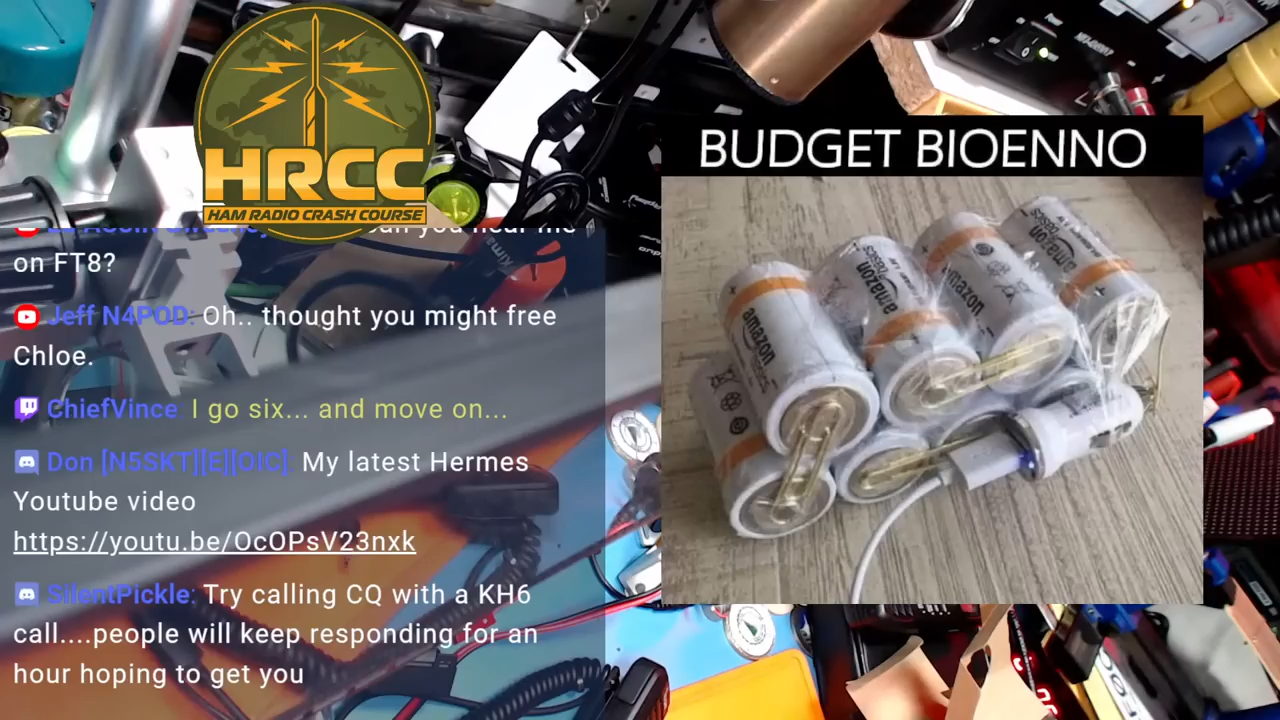 HRCC
HAM RADIO CRASH COURSE
you hear me
on FT8?
Jeff N4POD: Oh.. thought you might free
Chloe.
ChiefVince I go six... and move on...
Don [N5SKT][E][OIC] My latest Hermes
Youtube video
https://youtu.be/OcOPsV23nxk
SilentPickle: Try calling CQ with a KH6
call....people will keep responding for an
hour hoping to get you
BUDGET BIOENNO
amazon
amazon
amazon
amazon